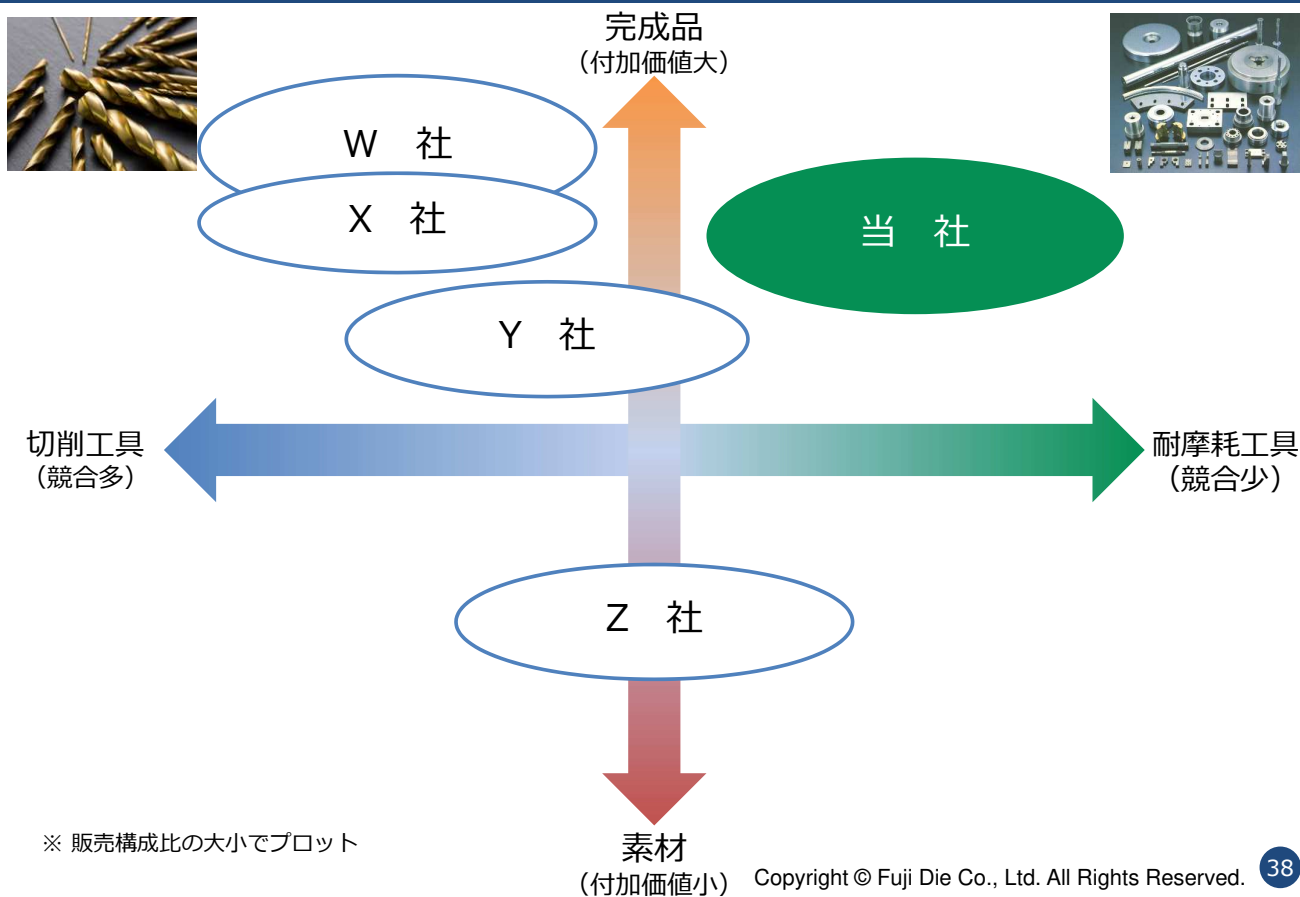 完成品
（付加価値大）
W 社
X 社
当 社
Y 社
切削工具
（競合多）
耐摩耗工具
（競合少）
Z 社
※ 販売構成比の大小でプロット
素材
（付加価値小）
Copyright © Fuji Die Co., Ltd. All Rights Reserved.
38